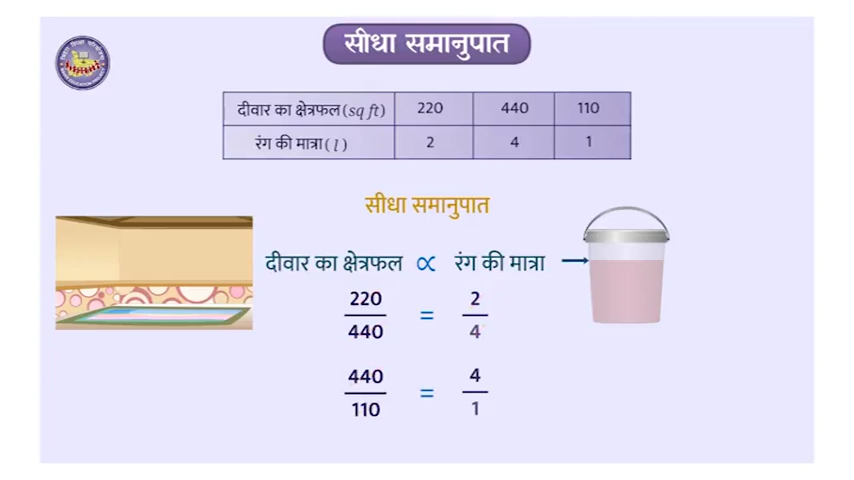 सीधा समानुपात
दीवार का क्षेत्रफल (sq ft) 220 440 110
रंग की मात्रा ( l ) 2 4 1
सीधा समानुपात
दीवार का क्षेत्रफल ∝ रंग की मात्रा
220/440 = 2/4
440/110 = 4/1